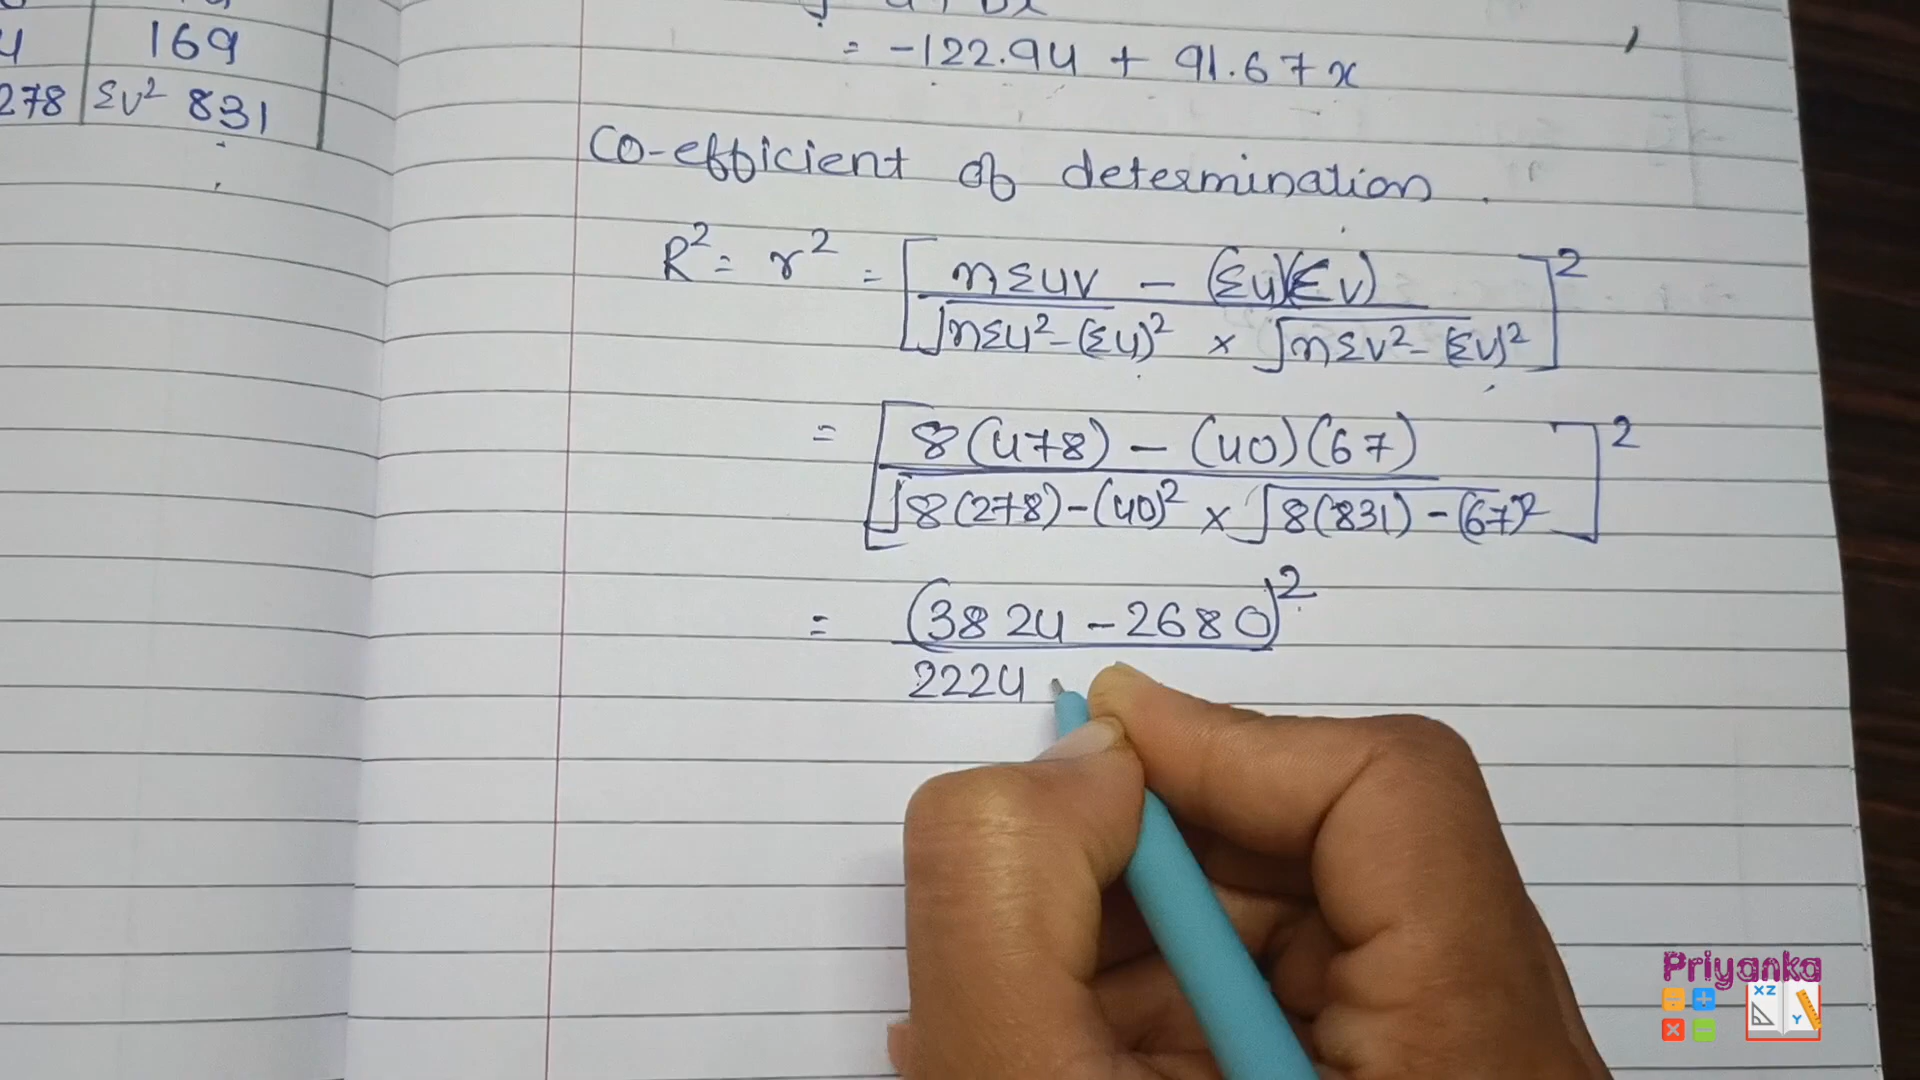 4 169
278 Σv² 831
= -122.94 + 91.67x
Co-efficient of determination.
R² = r² = [nΣuv - (Σu)(Σv) / √nΣu² - (Σu)² × √nΣv² - (Σv)²]²
= [8(478) - (40)(67) / √8(278) - (40)² × √8(831) - (67)²]²
= (3824 - 2680)²
2224
Priyanka
XZ
Y